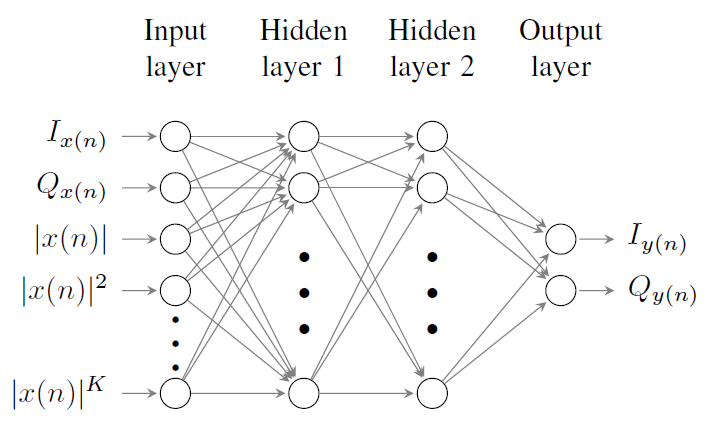 Input layer
Hidden layer 1
Hidden layer 2
Output layer
I_{x(n)}
Q_{x(n)}
|x(n)|
|x(n)|^2
|x(n)|^K
I_{y(n)}
Q_{y(n)}